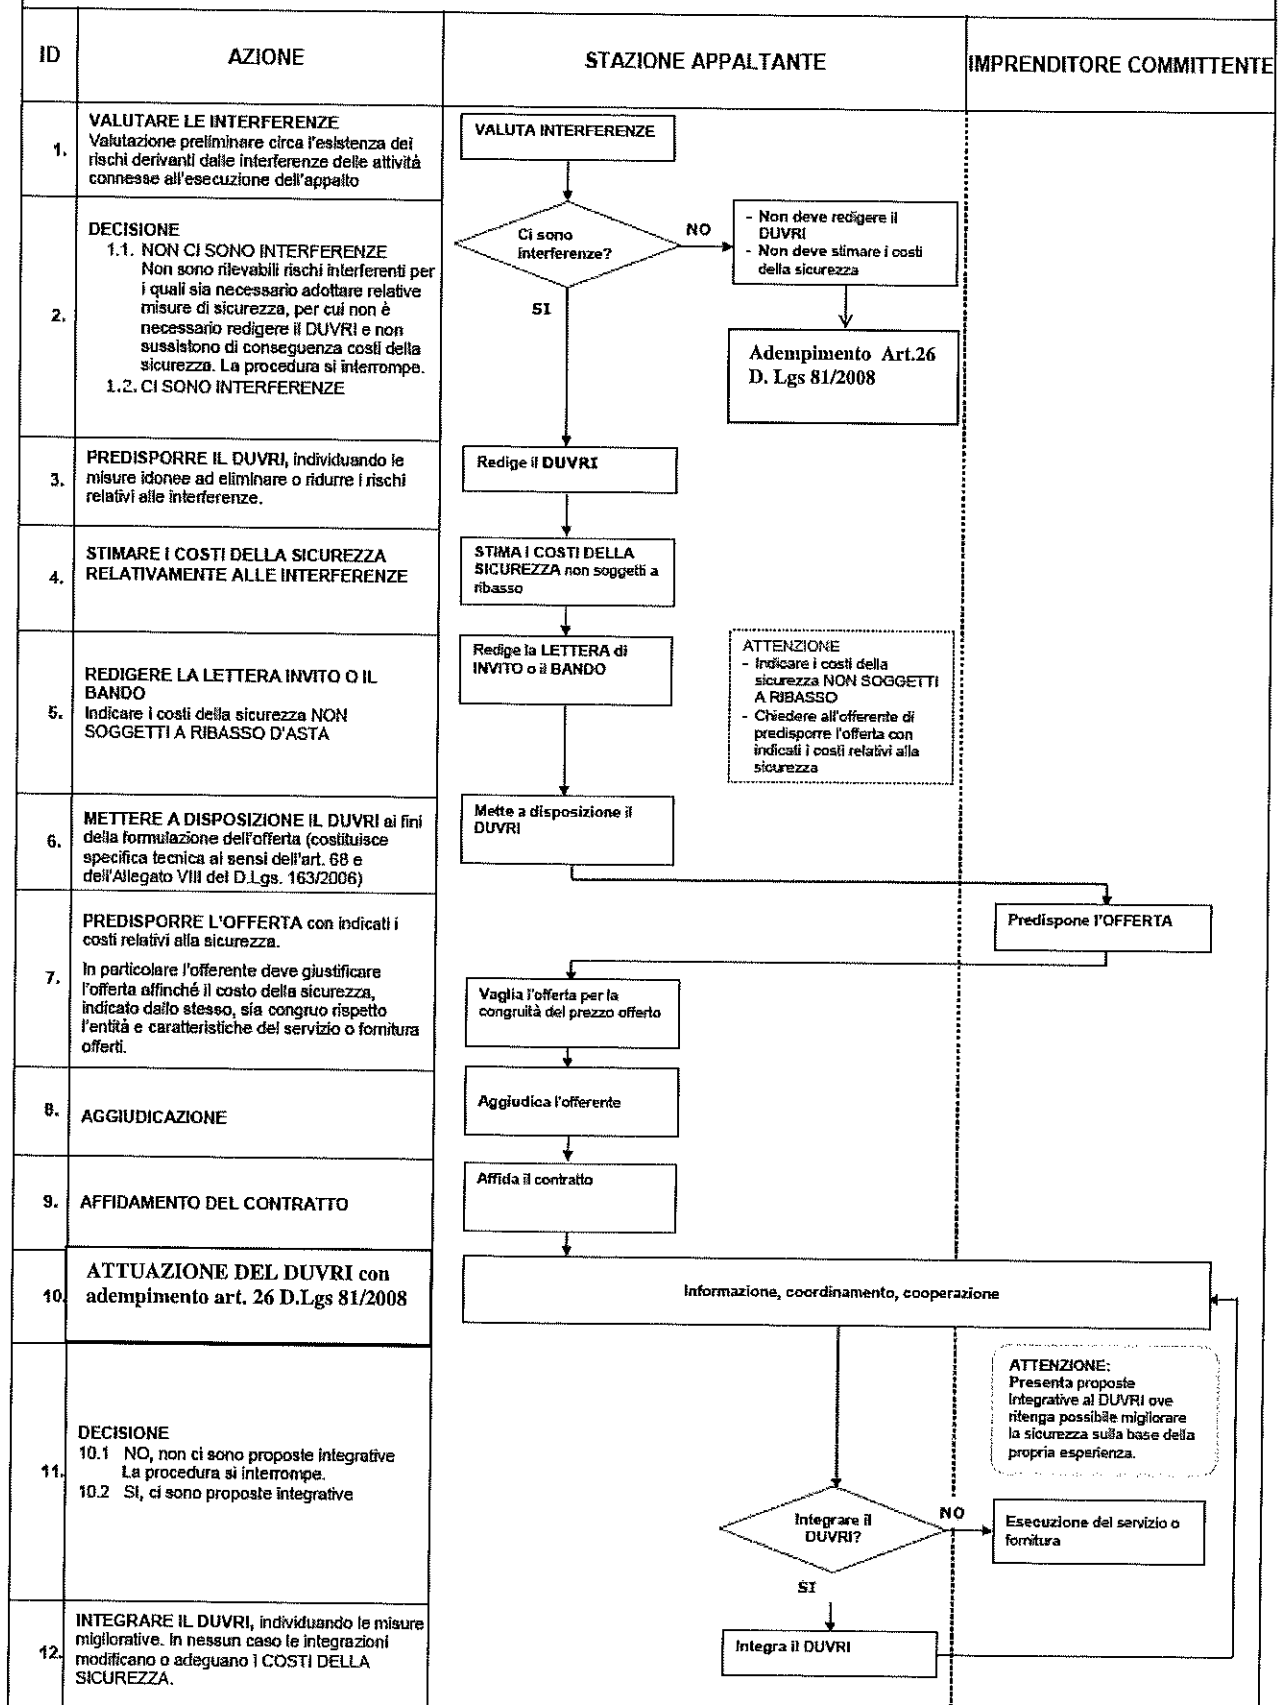 ID
AZIONE
STAZIONE APPALTANTE
IMPRENDITORE COMMITTENTE
1.
VALUTARE LE INTERFERENZE
Valutazione preliminare circa l'esistenza dei
rischi derivanti dalle interferenze delle attività
connesse all'esecuzione dell'appalto
VALUTA INTERFERENZE
2.
DECISIONE
1.1. NON CI SONO INTERFERENZE
Non sono rilevabili rischi interferenti per
i quali sia necessario adottare relative
misure di sicurezza, per cui non è
necessario redigere il DUVRI e non
sussistono di conseguenza costi della
sicurezza. La procedura si interrompe.
1.2. CI SONO INTERFERENZE
Ci sono
interferenze?
NO
SI
- Non deve redigere il
DUVRI
- Non deve stimare i costi
della sicurezza
Adempimento Art.26
D. Lgs 81/2008
3.
PREDISPORRE IL DUVRI, individuando le
misure idonee ad eliminare o ridurre i rischi
relativi alle interferenze.
Redige il DUVRI
4.
STIMARE I COSTI DELLA SICUREZZA
RELATIVAMENTE ALLE INTERFERENZE
STIMA I COSTI DELLA
SICUREZZA non soggetti a
ribasso
5.
REDIGERE LA LETTERA INVITO O IL
BANDO
Indicare i costi della sicurezza NON
SOGGETTI A RIBASSO D'ASTA
Redige la LETTERA di
INVITO o il BANDO
ATTENZIONE
- Indicare i costi della
sicurezza NON SOGGETTI
A RIBASSO
- Chiedere all'offerente di
predisporre l'offerta con
indicati i costi relativi alla
sicurezza
6.
METTERE A DISPOSIZIONE IL DUVRI ai fini
della formulazione dell'offerta (costituisce
specifica tecnica ai sensi dell'art. 68 e
dell'Allegato VIII del D.Lgs. 163/2006)
Mette a disposizione il
DUVRI
7.
PREDISPORRE L'OFFERTA con indicati i
costi relativi alla sicurezza.
In particolare l'offerente deve giustificare
l'offerta affinché il costo della sicurezza,
indicato dallo stesso, sia congruo rispetto
l'entità e caratteristiche del servizio o fornitura
offerti.
Predispone l'OFFERTA
Vaglia l'offerta per la
congruità del prezzo offerto
8.
AGGIUDICAZIONE
Aggiudica l'offerente
9.
AFFIDAMENTO DEL CONTRATTO
Affida il contratto
10.
ATTUAZIONE DEL DUVRI con
adempimento art. 26 D.Lgs 81/2008
Informazione, coordinamento, cooperazione
11.
DECISIONE
10.1 NO, non ci sono proposte integrative
La procedura si interrompe.
10.2 SI, ci sono proposte integrative
ATTENZIONE:
Presenta proposte
integrative al DUVRI ove
ritenga possibile migliorare
la sicurezza sulla base della
propria esperienza.
Integrare il
DUVRI?
NO
SI
Esecuzione del servizio o
fornitura
12.
INTEGRARE IL DUVRI, individuando le misure
migliorative. In nessun caso le integrazioni
modificano o adeguano i COSTI DELLA
SICUREZZA.
Integra il DUVRI